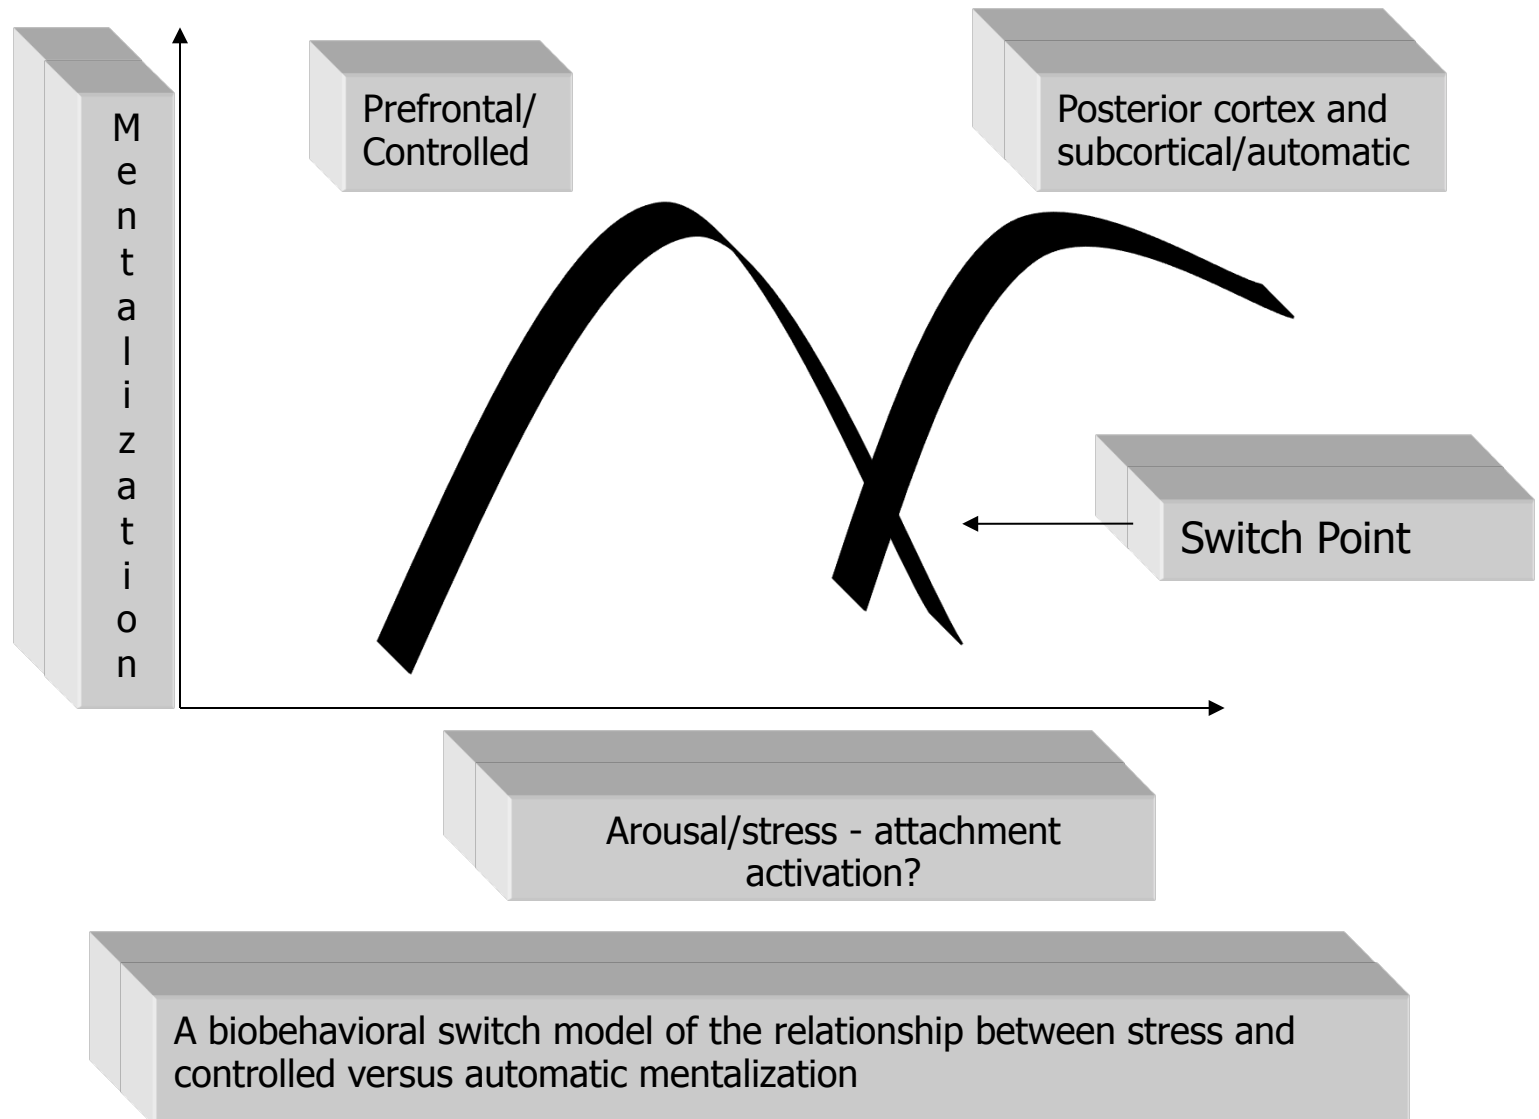 Mentalization
Prefrontal/
Controlled
Posterior cortex and
subcortical/automatic
Switch Point
Arousal/stress - attachment
activation?
A biobehavioral switch model of the relationship between stress and
controlled versus automatic mentalization